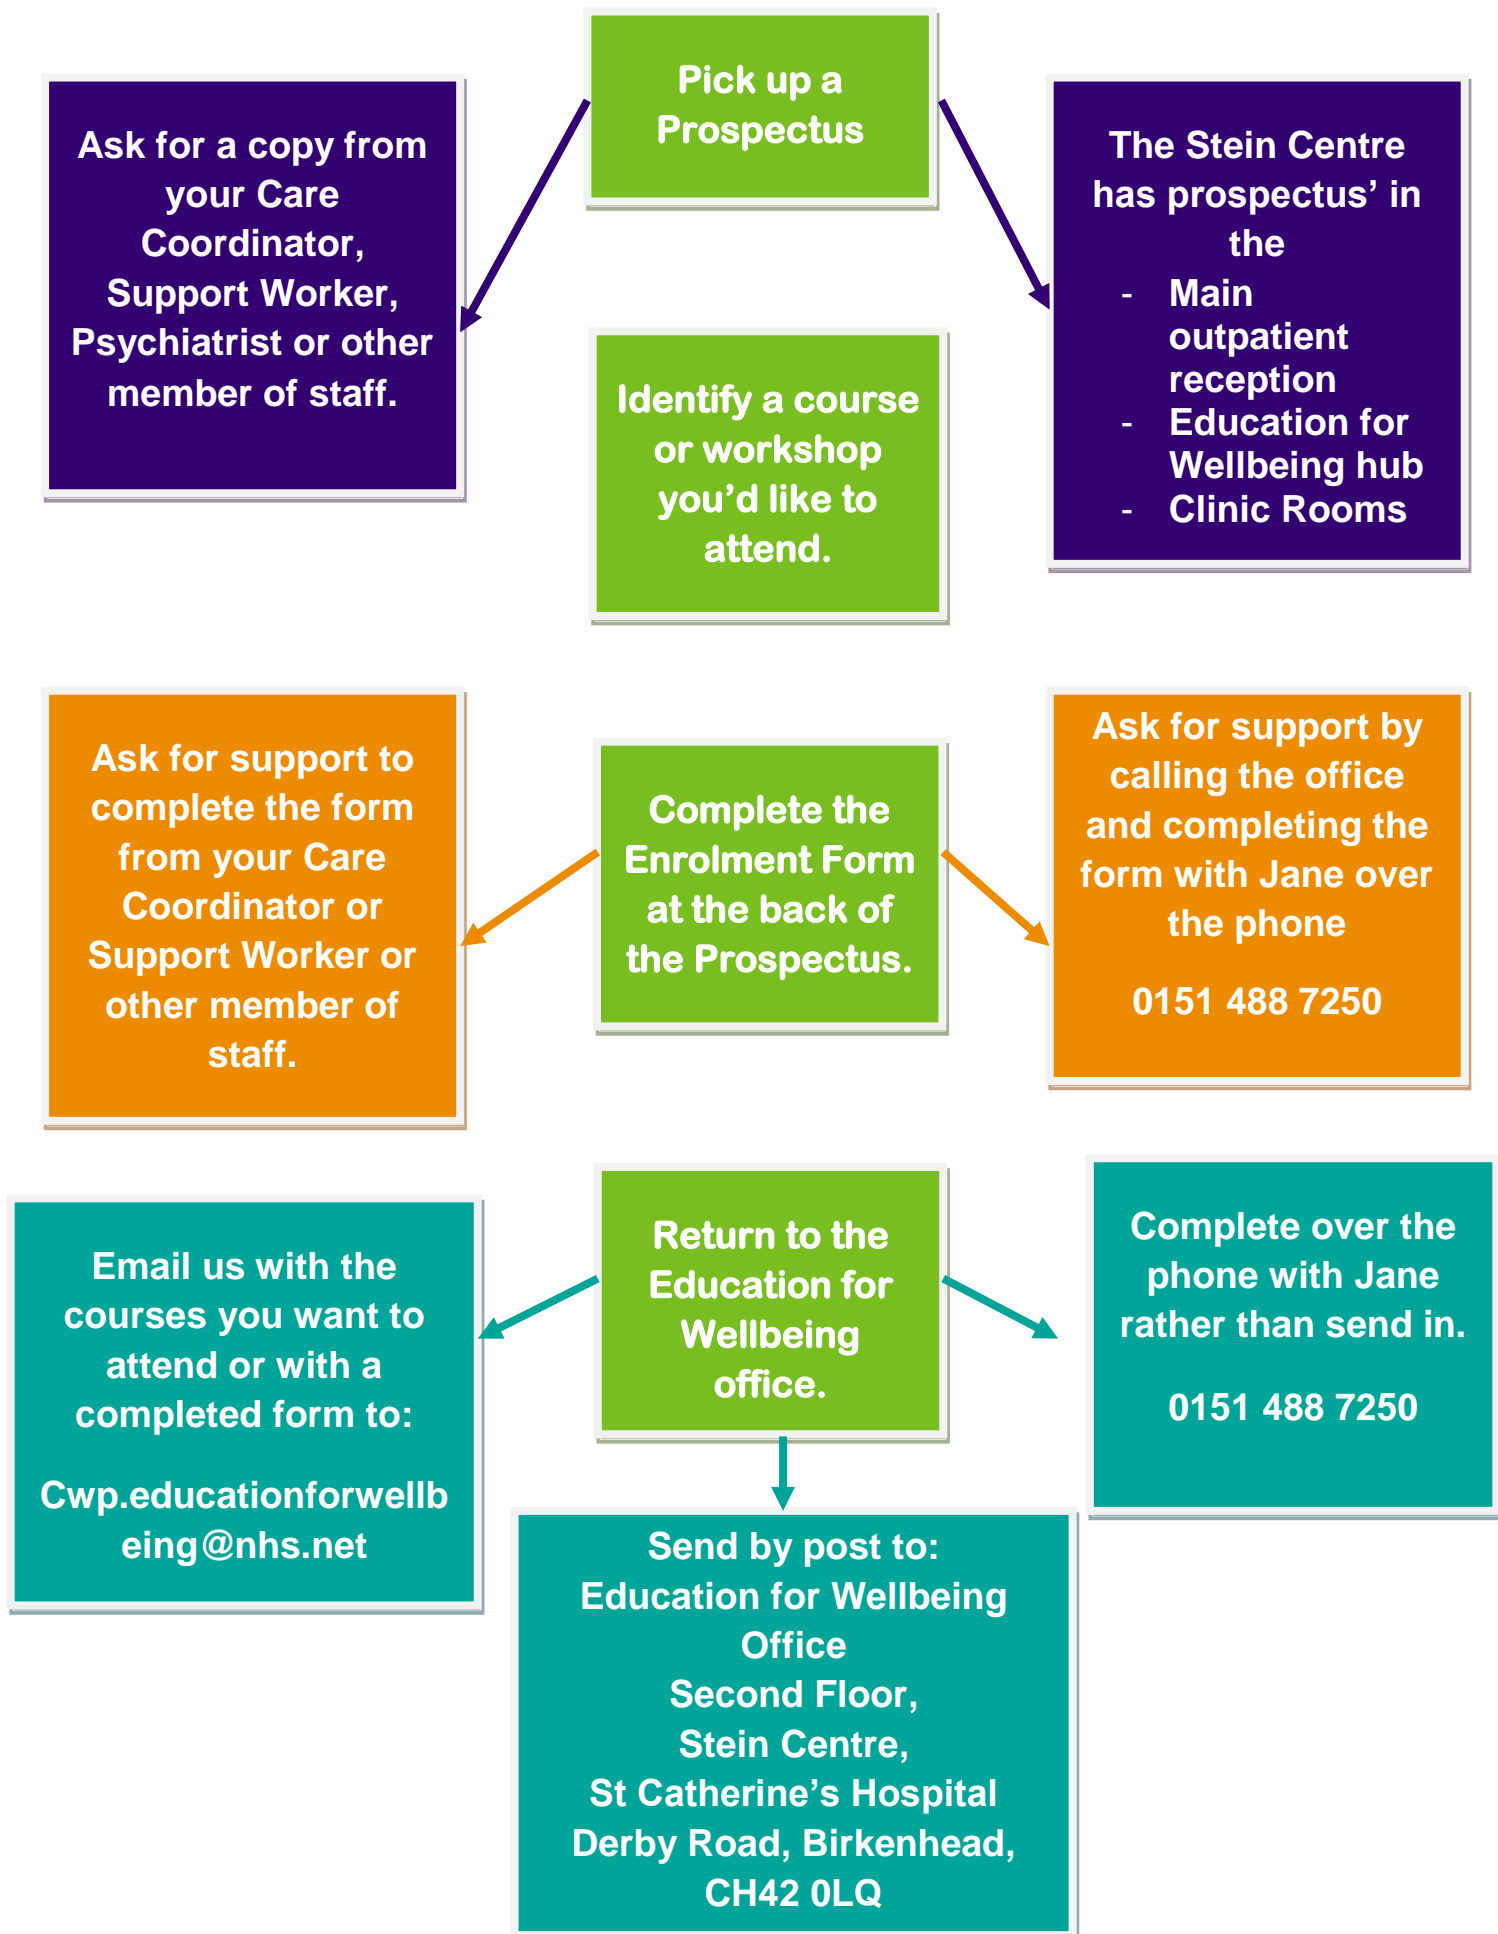 Pick up a
Prospectus
Ask for a copy from
your Care
Coordinator,
Support Worker,
Psychiatrist or other
member of staff.
The Stein Centre
has prospectus’ in
the
- Main
outpatient
reception
- Education for
Wellbeing hub
- Clinic Rooms
Identify a course
or workshop
you’d like to
attend.
Ask for support to
complete the form
from your Care
Coordinator or
Support Worker or
other member of
staff.
Complete the
Enrolment Form
at the back of
the Prospectus.
Ask for support by
calling the office
and completing the
form with Jane over
the phone
0151 488 7250
Email us with the
courses you want to
attend or with a
completed form to:
Cwp.educationforwellb
eing@nhs.net
Return to the
Education for
Wellbeing
office.
Complete over the
phone with Jane
rather than send in.
0151 488 7250
Send by post to:
Education for Wellbeing
Office
Second Floor,
Stein Centre,
St Catherine’s Hospital
Derby Road, Birkenhead,
CH42 0LQ